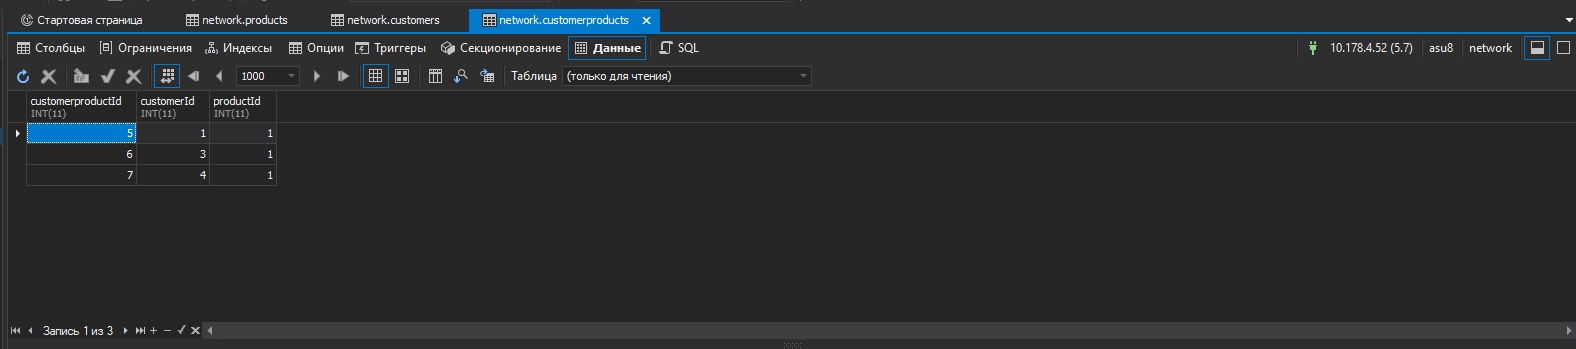 Стартовая страница network.products network.customers network.customerproducts
Столбцы Ограничения Индексы Опции Триггеры Секционирование Данные SQL 10.178.4.52 (5.7) asu8 network
1000 Таблица (только для чтения)
customerproductId customerId productId
INT(11) INT(11) INT(11)
5 1 1
6 3 1
7 4 1
Запись 1 из 3